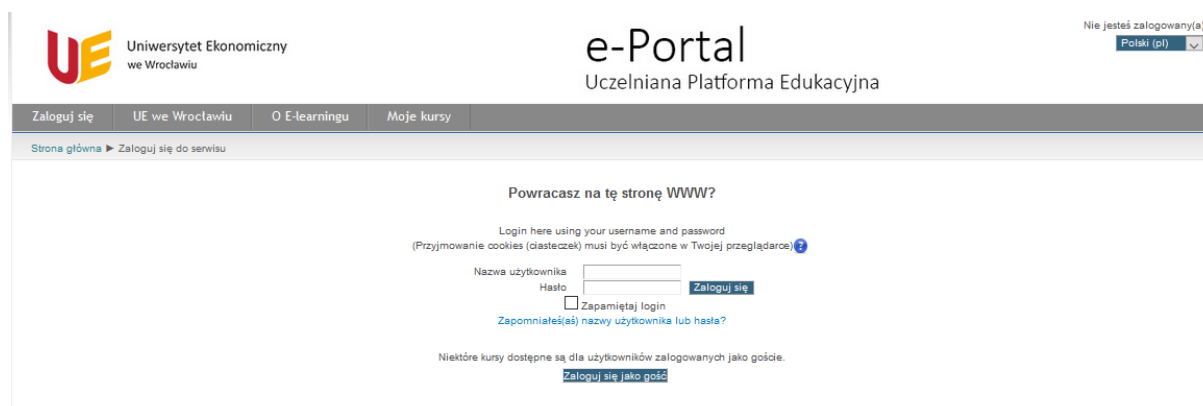 Nie jesteś zalogowany(a)
Polski (pl)
UE
Uniwersytet Ekonomiczny
we Wrocławiu
e-Portal
Uczelniana Platforma Edukacyjna
Zaloguj się UE we Wrocławiu O E-learningu Moje kursy
Strona główna ► Zaloguj się do serwisu
Powracasz na tę stronę WWW?
Login here using your username and password
(Przyjmowanie cookies (ciasteczek) musi być włączone w Twojej przeglądarce) ?
Nazwa użytkownika
Hasło Zaloguj się
Zapamiętaj login
Zapomniałeś(aś) nazwy użytkownika lub hasła?
Niektóre kursy dostępne są dla użytkowników zalogowanych jako goście.
Zaloguj się jako gość